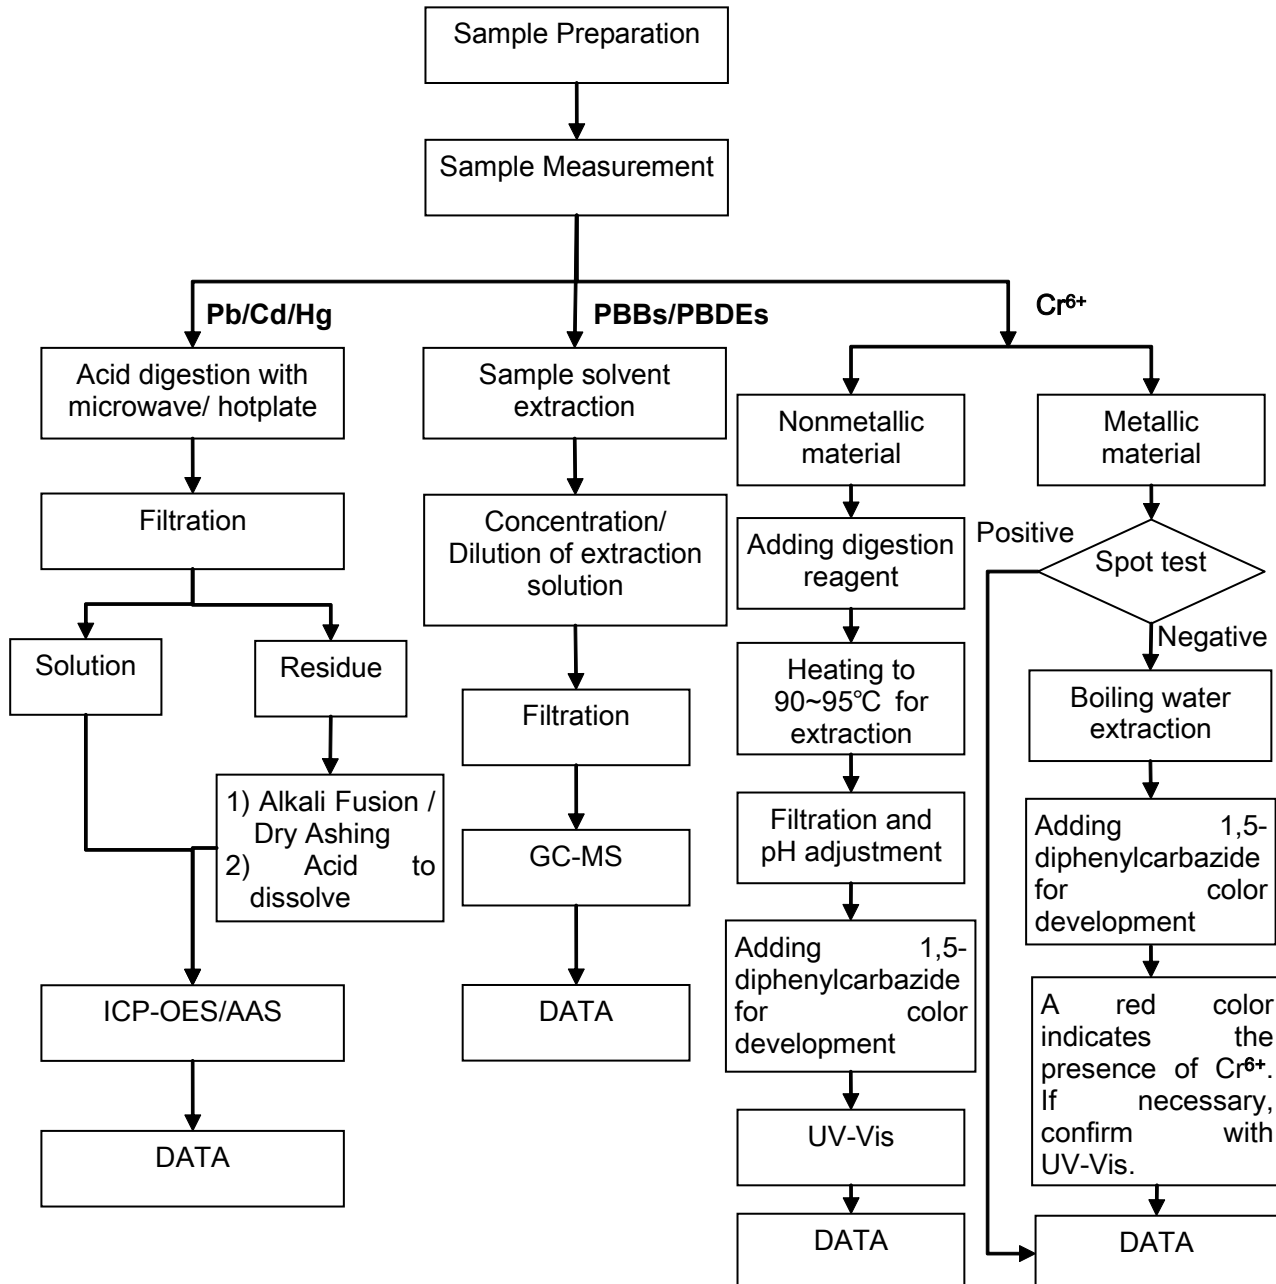 Sample Preparation
Sample Measurement
Pb/Cd/Hg
PBBs/PBDEs
Cr⁶⁺
Acid digestion with
microwave/ hotplate
Filtration
Solution
Residue
1) Alkali Fusion /
Dry Ashing
2) Acid to
dissolve
ICP-OES/AAS
DATA
Sample solvent
extraction
Concentration/
Dilution of extraction
solution
Filtration
GC-MS
DATA
Nonmetallic
material
Adding digestion
reagent
Heating to
90~95℃ for
extraction
Filtration and
pH adjustment
Adding 1,5-
diphenylcarbazide
for color
development
UV-Vis
DATA
Metallic
material
Positive
Spot test
Negative
Boiling water
extraction
Adding 1,5-
diphenylcarbazide
for color
development
A red color
indicates the
presence of Cr⁶⁺.
If necessary,
confirm with
UV-Vis.
DATA